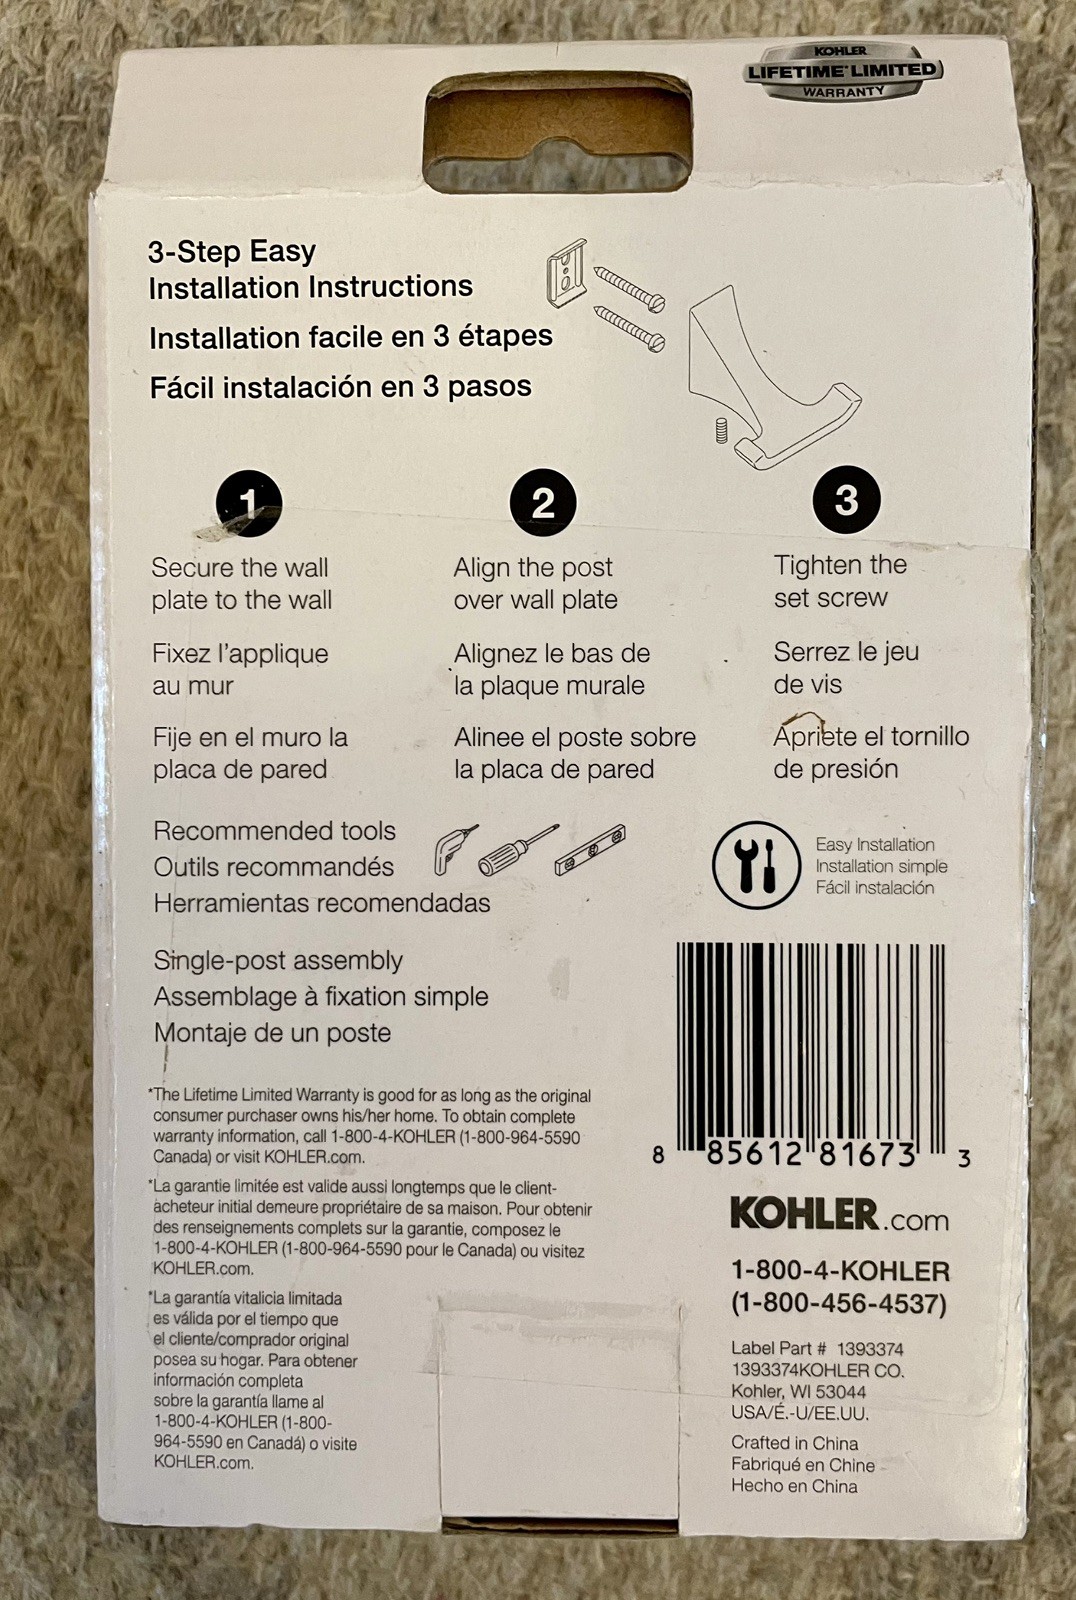 KOHLER
LIFETIME*LIMITED
WARRANTY
3-Step Easy
Installation Instructions
Installation facile en 3 étapes
Fácil instalación en 3 pasos
1
Secure the wall
plate to the wall
Fixez l'applique
au mur
Fije en el muro la
placa de pared
2
Align the post
over wall plate
Alignez le bas de
la plaque murale
Alinee el poste sobre
la placa de pared
3
Tighten the
set screw
Serrez le jeu
de vis
Apriete el tornillo
de presión
Recommended tools
Outils recommandés
Herramientas recomendadas
Easy Installation
Installation simple
Fácil instalación
Single-post assembly
Assemblage à fixation simple
Montaje de un poste
*The Lifetime Limited Warranty is good for as long as the original
consumer purchaser owns his/her home. To obtain complete
warranty information, call 1-800-4-KOHLER (1-800-964-5590
Canada) or visit KOHLER.com.
*La garantie limitée est valide aussi longtemps que le client-
acheteur initial demeure propriétaire de sa maison. Pour obtenir
des renseignements complets sur la garantie, composez le
1-800-4-KOHLER (1-800-964-5590 pour le Canada) ou visitez
KOHLER.com.
*La garantía vitalicia limitada
es válida por el tiempo que
el cliente/comprador original
posea su hogar. Para obtener
información completa
sobre la garantía llame al
1-800-4-KOHLER (1-800-
964-5590 en Canadá) o visite
KOHLER.com.
8 85612 81673 3
KOHLER.com
1-800-4-KOHLER
(1-800-456-4537)
Label Part # 1393374
1393374KOHLER CO.
Kohler, WI 53044
USA/É.-U/EE.UU.
Crafted in China
Fabriqué en Chine
Hecho en China